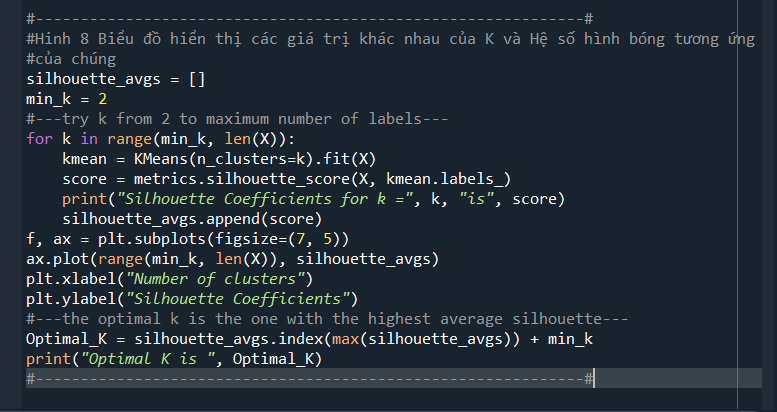 #-------------------------------------------------------------#
#Hình 8 Biểu đồ hiển thị các giá trị khác nhau của K và Hệ số hình bóng tương ứng
#của chúng
silhouette_avgs = []
min_k = 2
#---try k from 2 to maximum number of labels---
for k in range(min_k, len(X)):
    kmean = KMeans(n_clusters=k).fit(X)
    score = metrics.silhouette_score(X, kmean.labels_)
    print("Silhouette Coefficients for k =", k, "is", score)
    silhouette_avgs.append(score)
f, ax = plt.subplots(figsize=(7, 5))
ax.plot(range(min_k, len(X)), silhouette_avgs)
plt.xlabel("Number of clusters")
plt.ylabel("Silhouette Coefficients")
#---the optimal k is the one with the highest average silhouette---
Optimal_K = silhouette_avgs.index(max(silhouette_avgs)) + min_k
print("Optimal K is ", Optimal_K)
#-------------------------------------------------------------#